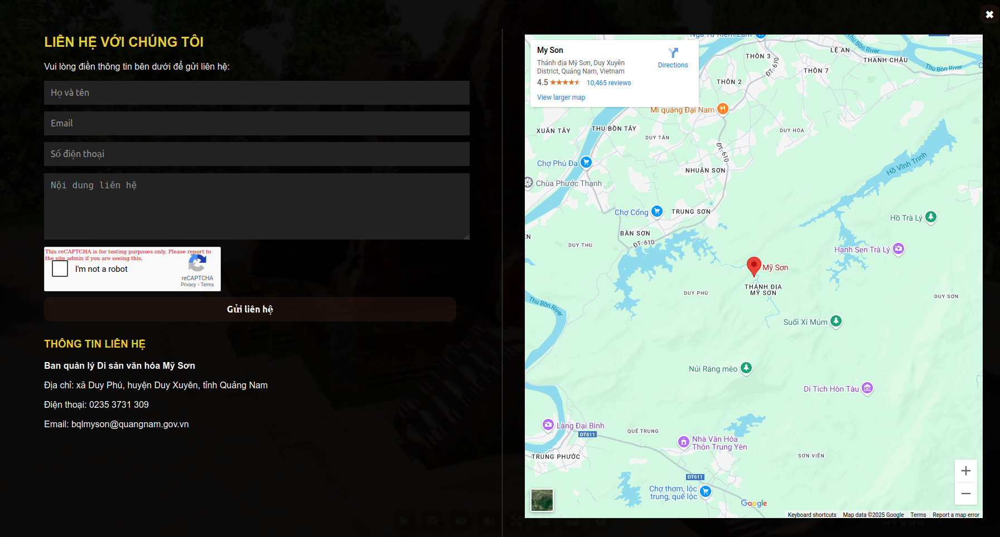 LIÊN HỆ VỚI CHÚNG TÔI
Vui lòng điền thông tin bên dưới để gửi liên hệ:
Họ và tên
Email
Số điện thoại
Nội dung liên hệ
This reCAPTCHA is for testing purposes only. Please report to
the site admin if you are seeing this.
I'm not a robot
reCAPTCHA
Privacy - Terms
Gửi liên hệ
THÔNG TIN LIÊN HỆ
Ban quản lý Di sản văn hóa Mỹ Sơn
Địa chỉ: xã Duy Phú, huyện Duy Xuyên, tỉnh Quảng Nam
Điện thoại: 0235 3731 309
Email: bqlmyson@quangnam.gov.vn
My Son
Thánh địa Mỹ Sơn, Duy Xuyên
District, Quảng Nam, Vietnam
4.5
10,465 reviews
View larger map
Directions
THÔN 3
ĐT. 610
LỆ AN
Thu Bồn River
THANH CHÂU
THÔN 7
Thu Bồn River
THÔN 2
Mì quảng Đại Nam
XUÂN TÂY
THU BỒN TÂY
DUY TÂN
DUY HÒA
ĐT. 610
Chợ Phú Đa
NHUẬN SƠN
Hồ Vĩnh Trinh
Chùa Phước Thạnh
Chợ Cổng
TRUNG SƠN
Hồ Trà Lý
BÀN SƠN
ĐT. 610
DUY THU
Hạnh Sen Trà Lý
Mỹ Sơn
THÁNH ĐỊA
MỸ SƠN
DUY PHÚ
DUY SƠN
Thu Bồn River
Suối Xí Múm
Núi Răng mèo
Di Tích Hòn Tàu
Làng Đại Bình
DT611
QUẾ TRUNG
Nhà Văn Hóa
Thôn Trung Yên
TRUNG PHƯỚC
SƠN VIÊN
DT611
Chợ thơm, lộc
trung, quế lộc
Google
Keyboard shortcuts
Map data ©2025 Google
Terms
Report a map error